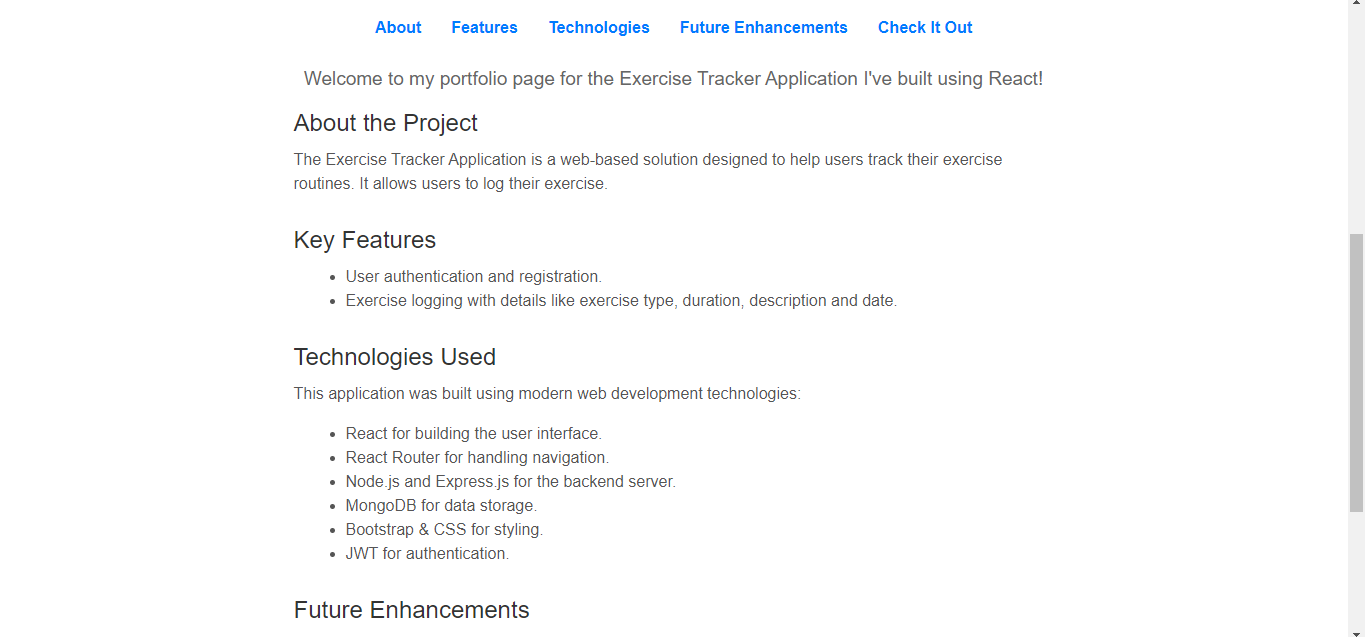 About Features Technologies Future Enhancements Check It Out
Welcome to my portfolio page for the Exercise Tracker Application I've built using React!
About the Project
The Exercise Tracker Application is a web-based solution designed to help users track their exercise
routines. It allows users to log their exercise.
Key Features
• User authentication and registration.
• Exercise logging with details like exercise type, duration, description and date.
Technologies Used
This application was built using modern web development technologies:
• React for building the user interface.
• React Router for handling navigation.
• Node.js and Express.js for the backend server.
• MongoDB for data storage.
• Bootstrap & CSS for styling.
• JWT for authentication.
Future Enhancements